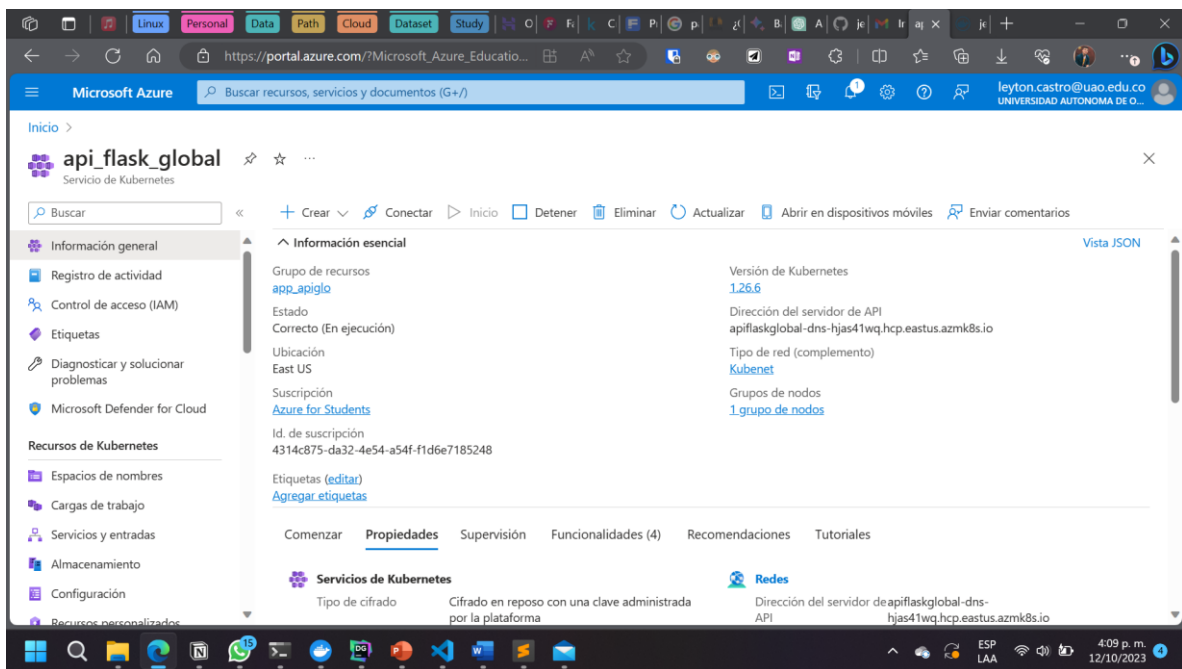 Linux Personal Data Path Cloud Dataset Study
https://portal.azure.com/?Microsoft_Azure_Educatio...
Microsoft Azure
Buscar recursos, servicios y documentos (G+/)
1
leyton.castro@uao.edu.co
UNIVERSIDAD AUTONOMA DE O...
Inicio >
api_flask_global
Servicio de Kubernetes
Buscar
Crear Conectar Inicio Detener Eliminar Actualizar Abrir en dispositivos móviles Enviar comentarios
Información general
Registro de actividad
Control de acceso (IAM)
Etiquetas
Diagnosticar y solucionar
problemas
Microsoft Defender for Cloud
Recursos de Kubernetes
Espacios de nombres
Cargas de trabajo
Servicios y entradas
Almacenamiento
Configuración
Recursos personalizados
Información esencial
Vista JSON
Grupo de recursos
app_apiglo
Estado
Correcto (En ejecución)
Ubicación
East US
Suscripción
Azure for Students
Id. de suscripción
4314c875-da32-4e54-a54f-f1d6e7185248
Etiquetas (editar)
Agregar etiquetas
Versión de Kubernetes
1.26.6
Dirección del servidor de API
apiflaskglobal-dns-hjas41wq.hcp.eastus.azmk8s.io
Tipo de red (complemento)
Kubenet
Grupos de nodos
1 grupo de nodos
Comenzar Propiedades Supervisión Funcionalidades (4) Recomendaciones Tutoriales
Servicios de Kubernetes
Tipo de cifrado
Cifrado en reposo con una clave administrada
por la plataforma
Redes
Dirección del servidor de
API
apiflaskglobal-dns-
hjas41wq.hcp.eastus.azmk8s.io
15
ESP
LAA
4:09 p. m.
12/10/2023
4